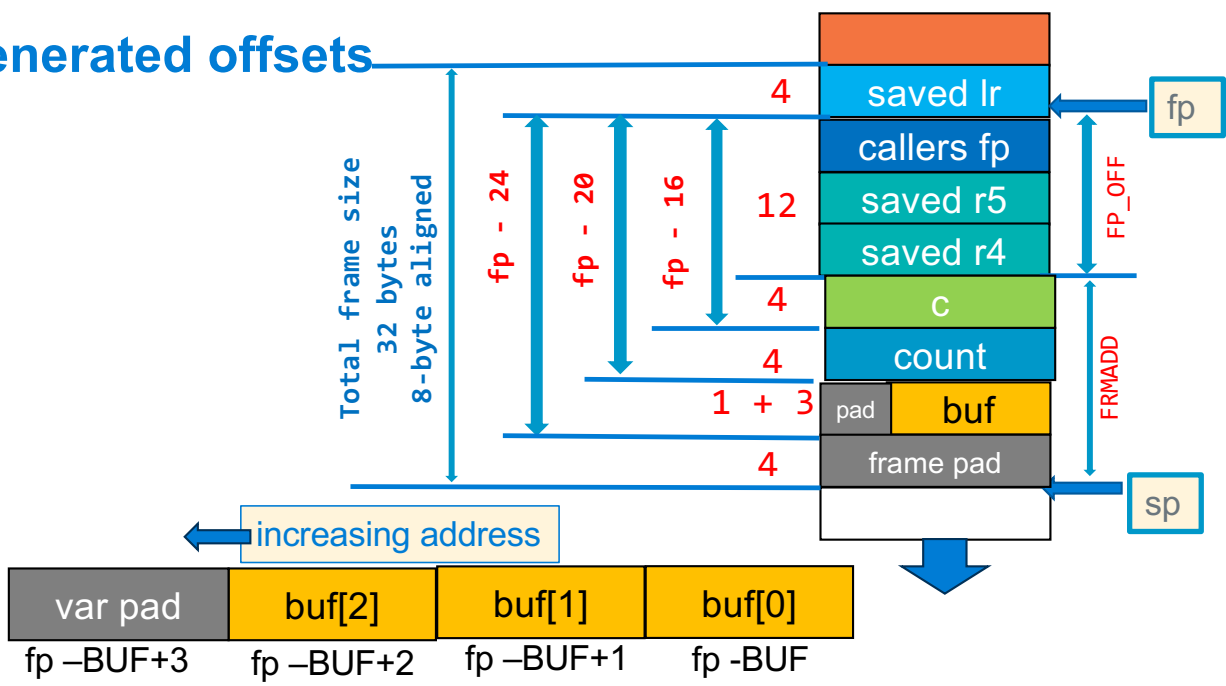 enerated offsets
4
saved lr
fp
callers fp
12
saved r5
saved r4
FP_OFF
Total frame size
32 bytes
8-byte aligned
fp - 24
fp - 20
fp - 16
4
c
4
count
FRMADD
1 + 3
pad
buf
4
frame pad
sp
increasing address
var pad
buf[2]
buf[1]
buf[0]
fp –BUF+3
fp –BUF+2
fp –BUF+1
fp -BUF